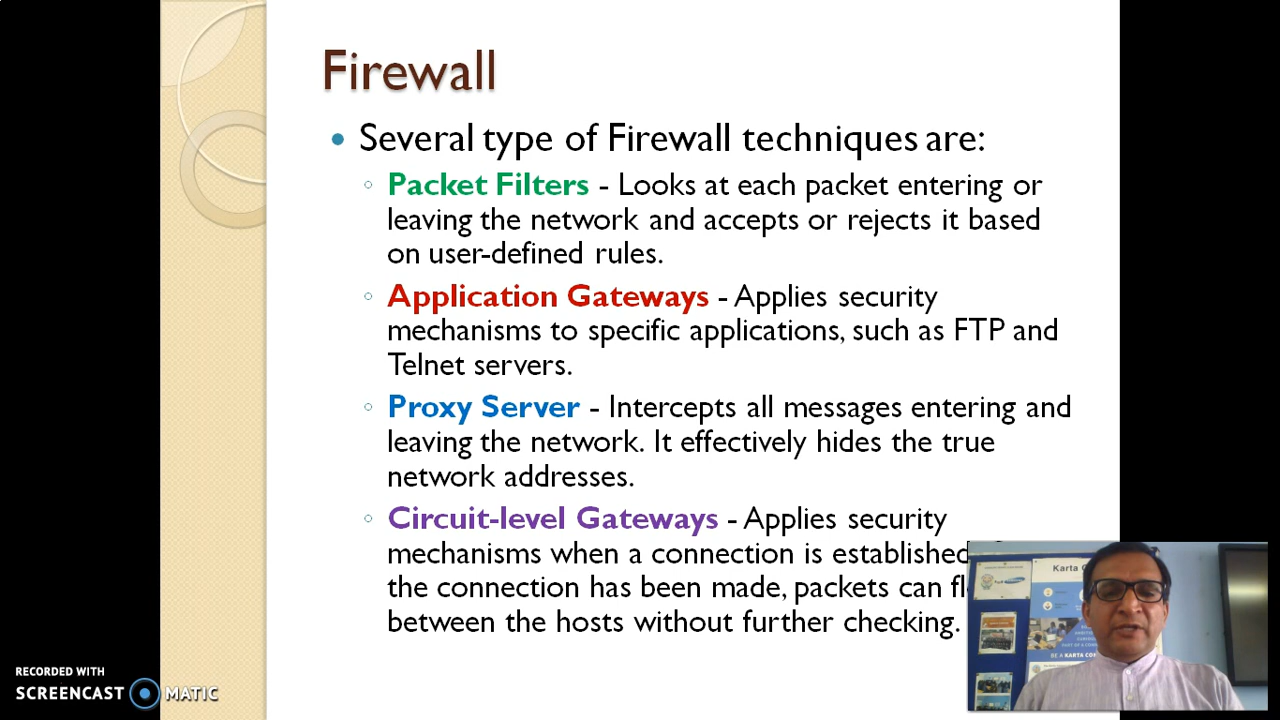 Firewall
Several type of Firewall techniques are:
Packet Filters - Looks at each packet entering or
leaving the network and accepts or rejects it based
on user-defined rules.
Application Gateways - Applies security
mechanisms to specific applications, such as FTP and
Telnet servers.
Proxy Server - Intercepts all messages entering and
leaving the network. It effectively hides the true
network addresses.
Circuit-level Gateways - Applies security
mechanisms when a connection is established
the connection has been made, packets can
between the hosts without further checking.
Karta
BE A KARTA
RECORDED WITH
SCREENCAST MATIC